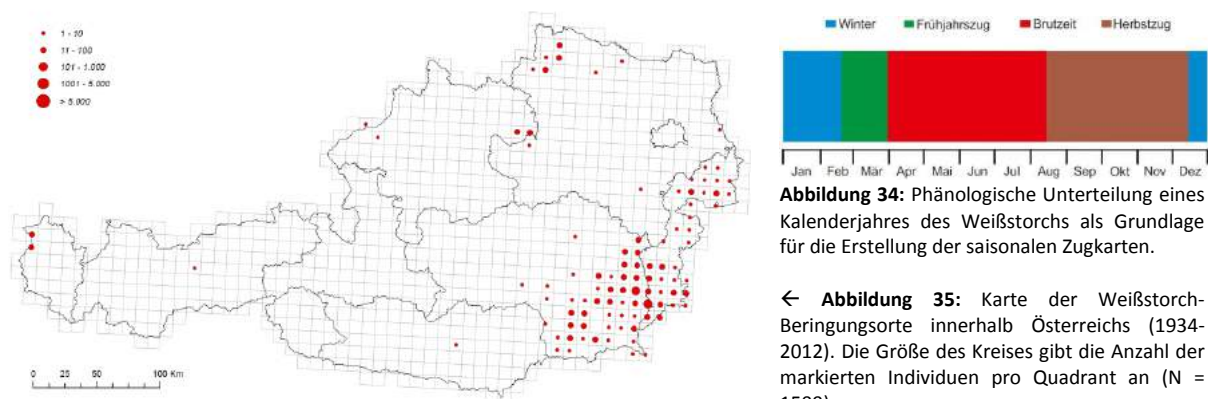 1 - 10
11 - 100
101 - 1.000
1001 - 5.000
> 5.000
0 25 50 100 Km
Winter Frühjahrszug Brutzeit Herbstzug
Jan Feb Mär Apr Mai Jun Jul Aug Sep Okt Nov Dez
Abbildung 34: Phänologische Unterteilung eines
Kalenderjahres des Weißstorchs als Grundlage
für die Erstellung der saisonalen Zugkarten.
← Abbildung 35: Karte der Weißstorch-
Beringungsorte innerhalb Österreichs (1934-
2012). Die Größe des Kreises gibt die Anzahl der
markierten Individuen pro Quadrant an (N =